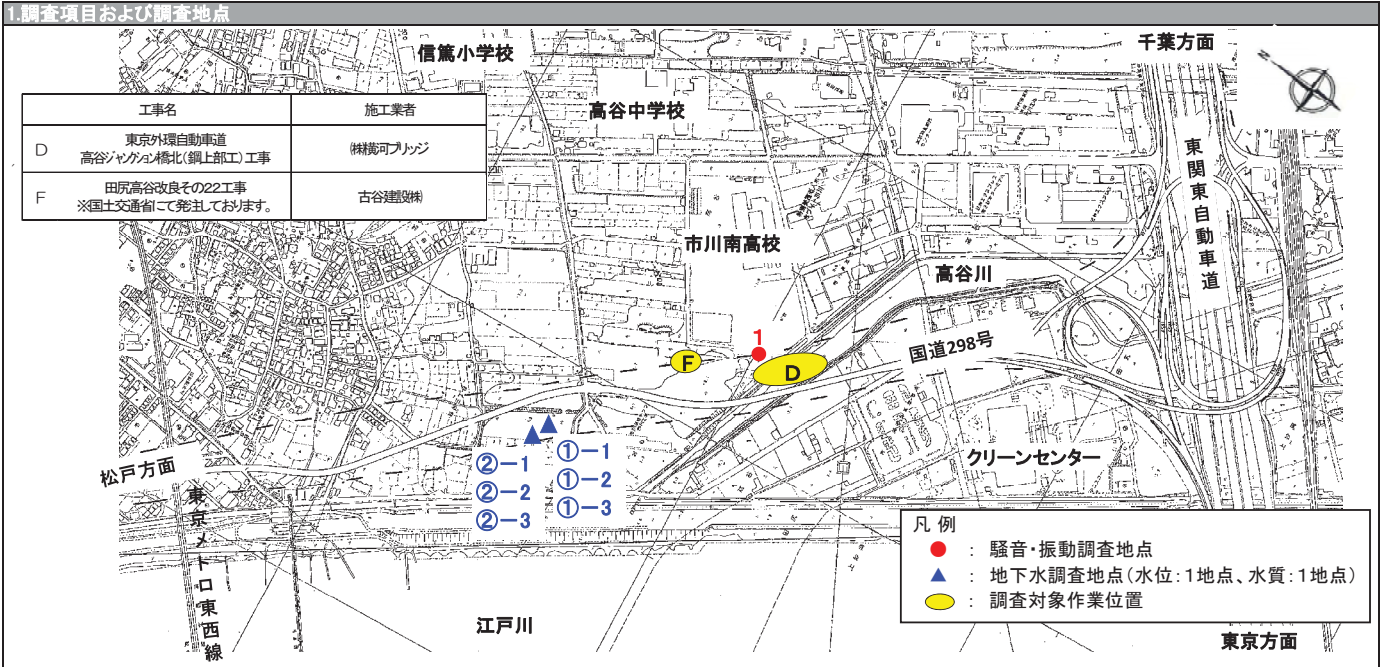 1.調査項目および調査地点
信篤小学校
千葉方面
工事名
施工業者
D
東京外環自動車道
高谷ジャンクション橋北(鋼上部工)工事
㈱横河ブリッジ
F
田尻高谷改良その22工事
※国土交通省にて発注しております。
古谷建設㈱
高谷中学校
東関東自動車道
市川南高校
高谷川
国道298号
1
F
D
松戸方面
②-1
②-2
②-3
①-1
①-2
①-3
クリーンセンター
東京メトロ東西線
江戸川
凡 例
: 騒音・振動調査地点
: 地下水調査地点(水位:1地点、水質:1地点)
: 調査対象作業位置
東京方面